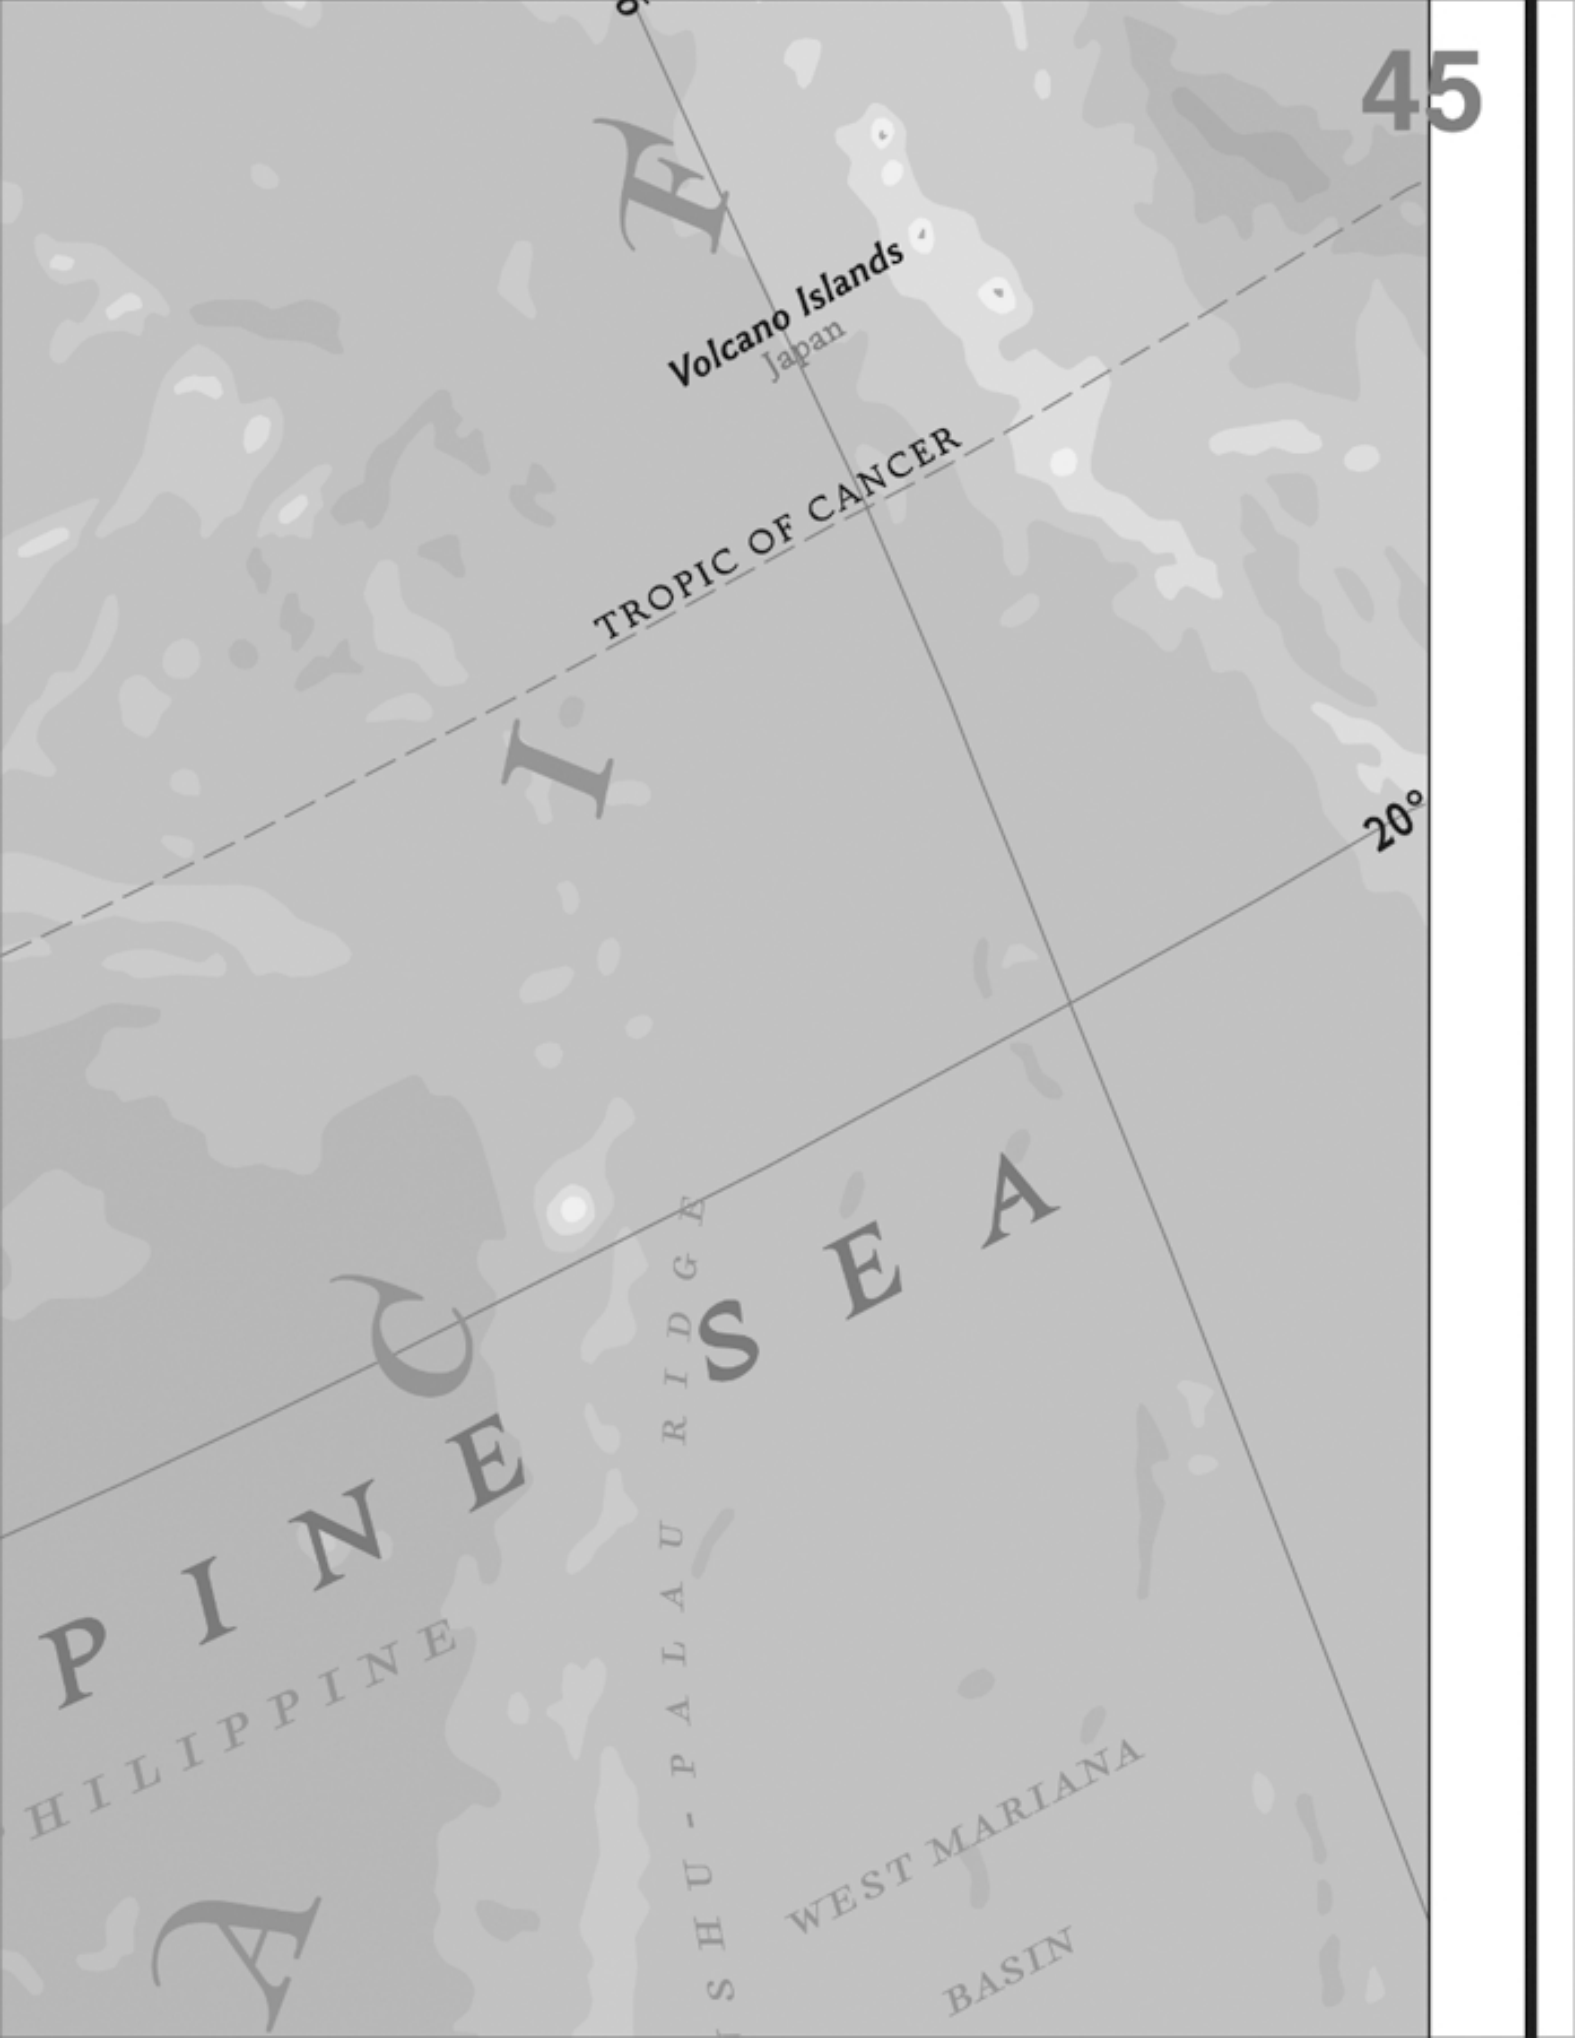 45
Volcano Islands
Japan
TROPIC OF CANCER
20°
PINE SEA
HILIPPINE
SHU-PALAU RIDGE
WEST MARIANA
BASIN
A C I F